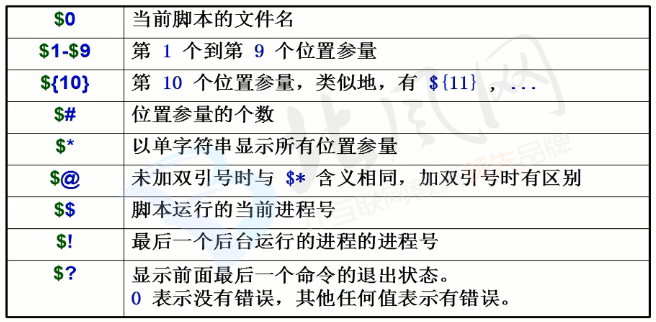 $0 当前脚本的文件名
$1-$9 第 1 个到第 9 个位置参量
${10} 第 10 个位置参量，类似地，有 ${11} , ...
$# 位置参量的个数
$* 以单字符串显示所有位置参量
$@ 未加双引号时与 $* 含义相同，加双引号时有区别
$$ 脚本运行的当前进程号
$! 最后一个后台运行的进程的进程号
$? 显示前面最后一个命令的退出状态。
0 表示没有错误，其他任何值表示有错误。
北风网